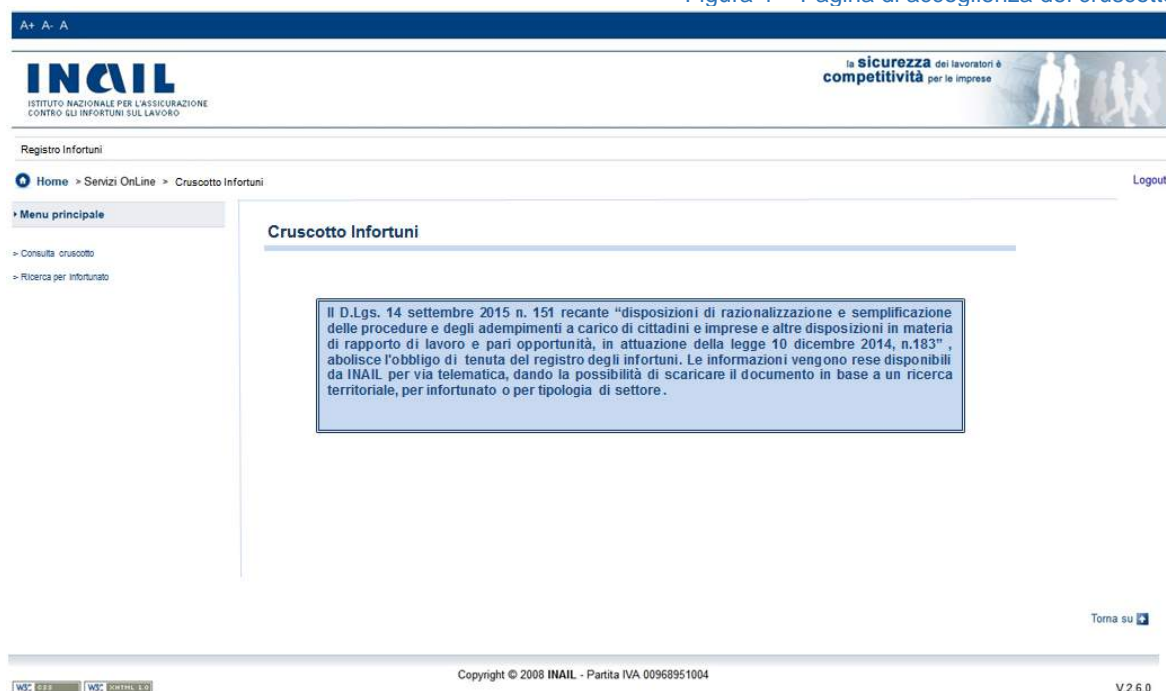 A+ A- A
INAIL
ISTITUTO NAZIONALE PER L'ASSICURAZIONE
CONTRO GLI INFORTUNI SUL LAVORO
la sicurezza dei lavoratori è
competitività per le imprese
Registro Infortuni
Home > Servizi OnLine > Cruscotto Infortuni
Logout
Menu principale
> Consulta cruscotto
> Ricerca per infortunato
Cruscotto Infortuni
Il D.Lgs. 14 settembre 2015 n. 151 recante “disposizioni di razionalizzazione e semplificazione
delle procedure e degli adempimenti a carico di cittadini e imprese e altre disposizioni in materia
di rapporto di lavoro e pari opportunità, in attuazione della legge 10 dicembre 2014, n.183” ,
abolisce l'obbligo di tenuta del registro degli infortuni. Le informazioni vengono rese disponibili
da INAIL per via telematica, dando la possibilità di scaricare il documento in base a un ricerca
territoriale, per infortunato o per tipologia di settore.
Torna su
Copyright © 2008 INAIL - Partita IVA 00968951004
W3C CSS W3C XHTML 1.0
V.2.6.0